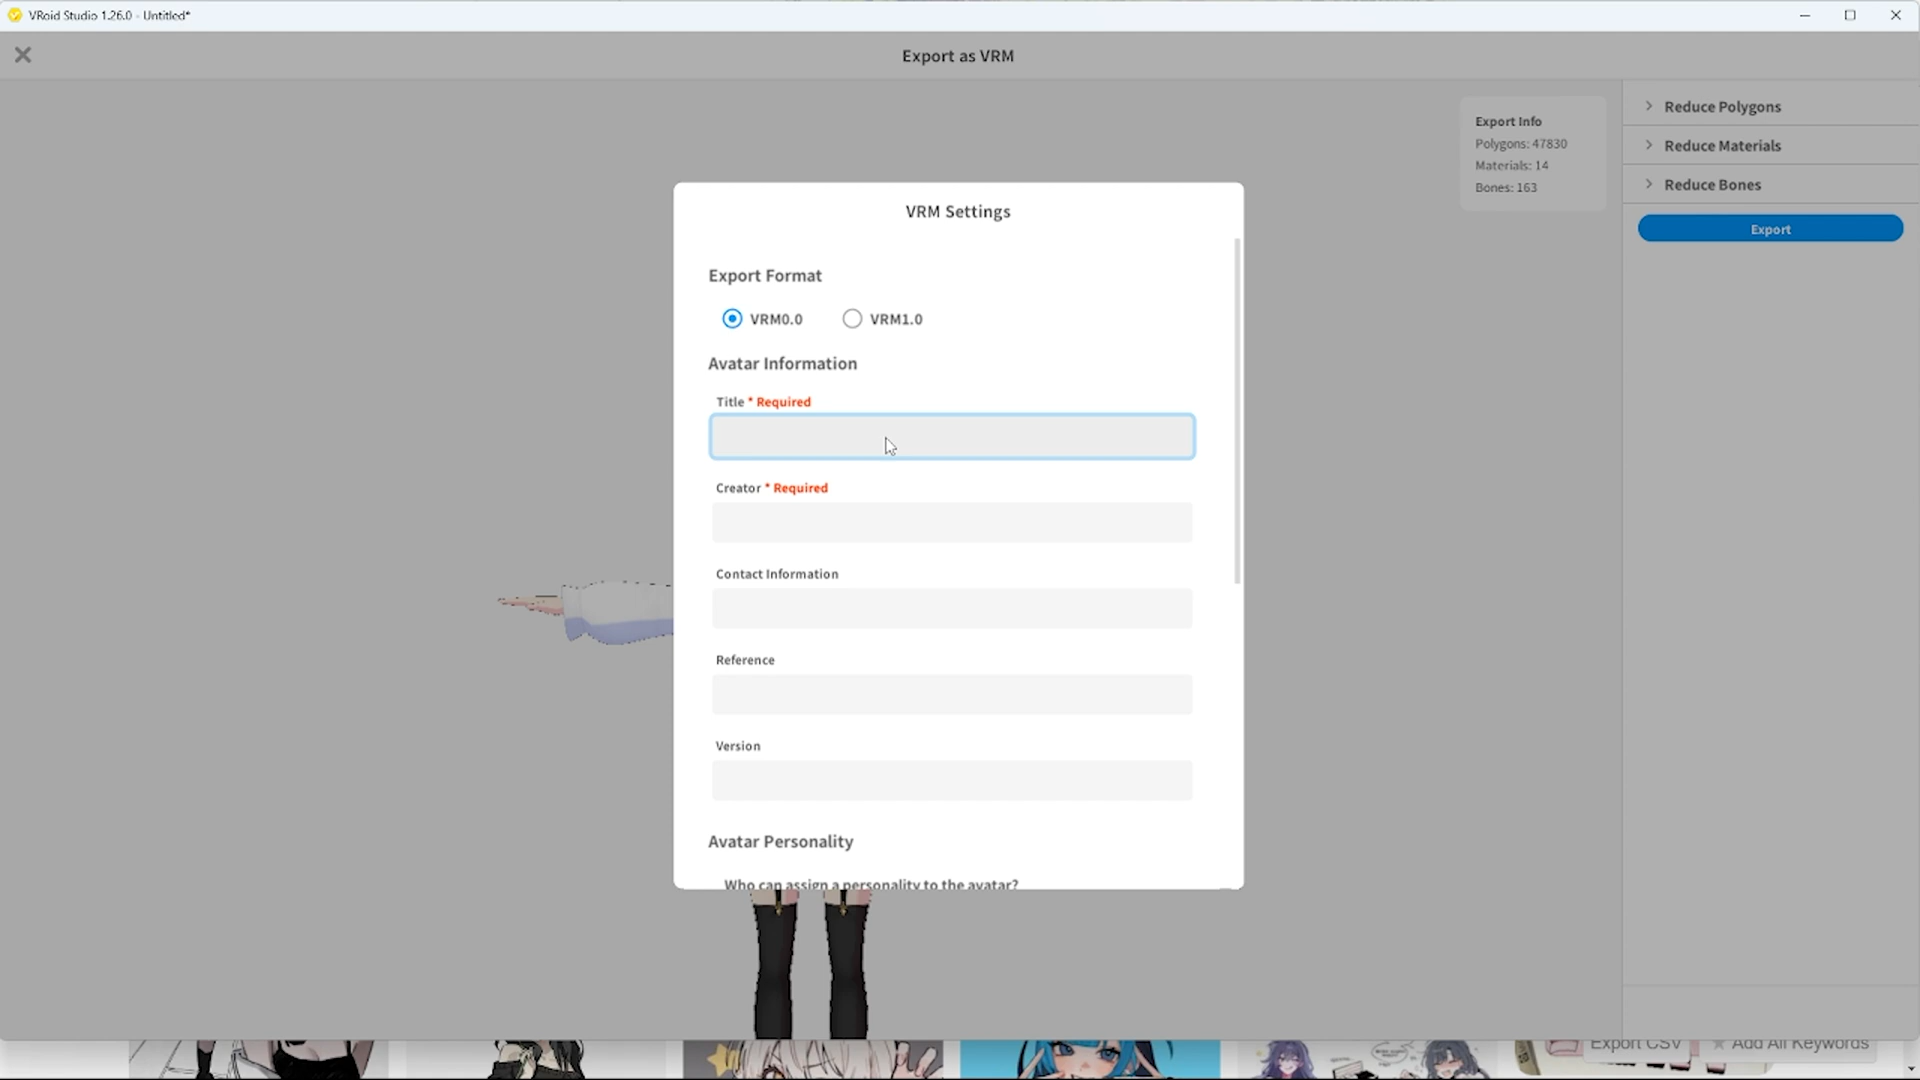 VRoid Studio 1.26.0 - Untitled*
Export as VRM
Export Info
Polygons: 47830
Materials: 14
Bones: 163
Reduce Polygons
Reduce Materials
Reduce Bones
Export
VRM Settings
Export Format
VRM0.0 VRM1.0
Avatar Information
Title * Required
Creator * Required
Contact Information
Reference
Version
Avatar Personality
Who can assign a personality to the avatar?
Export CSV Add All Keywords